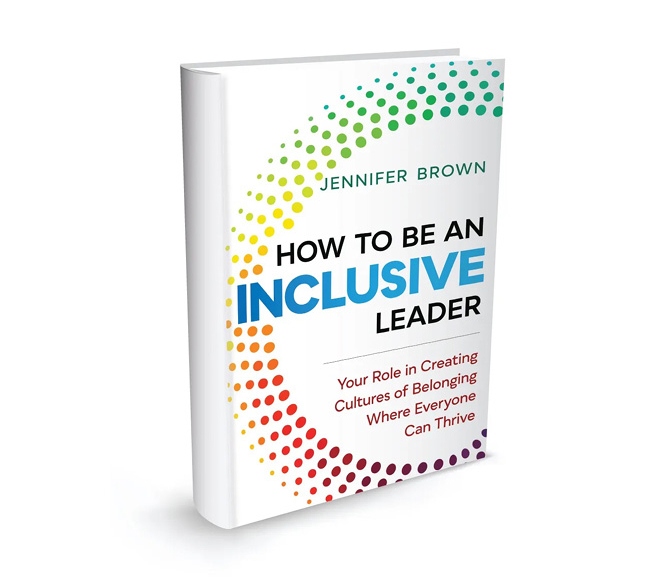 JENNIFER BROWN
HOW TO BE AN
INCLUSIVE
LEADER
Your Role in Creating
Cultures of Belonging
Where Everyone
Can Thrive